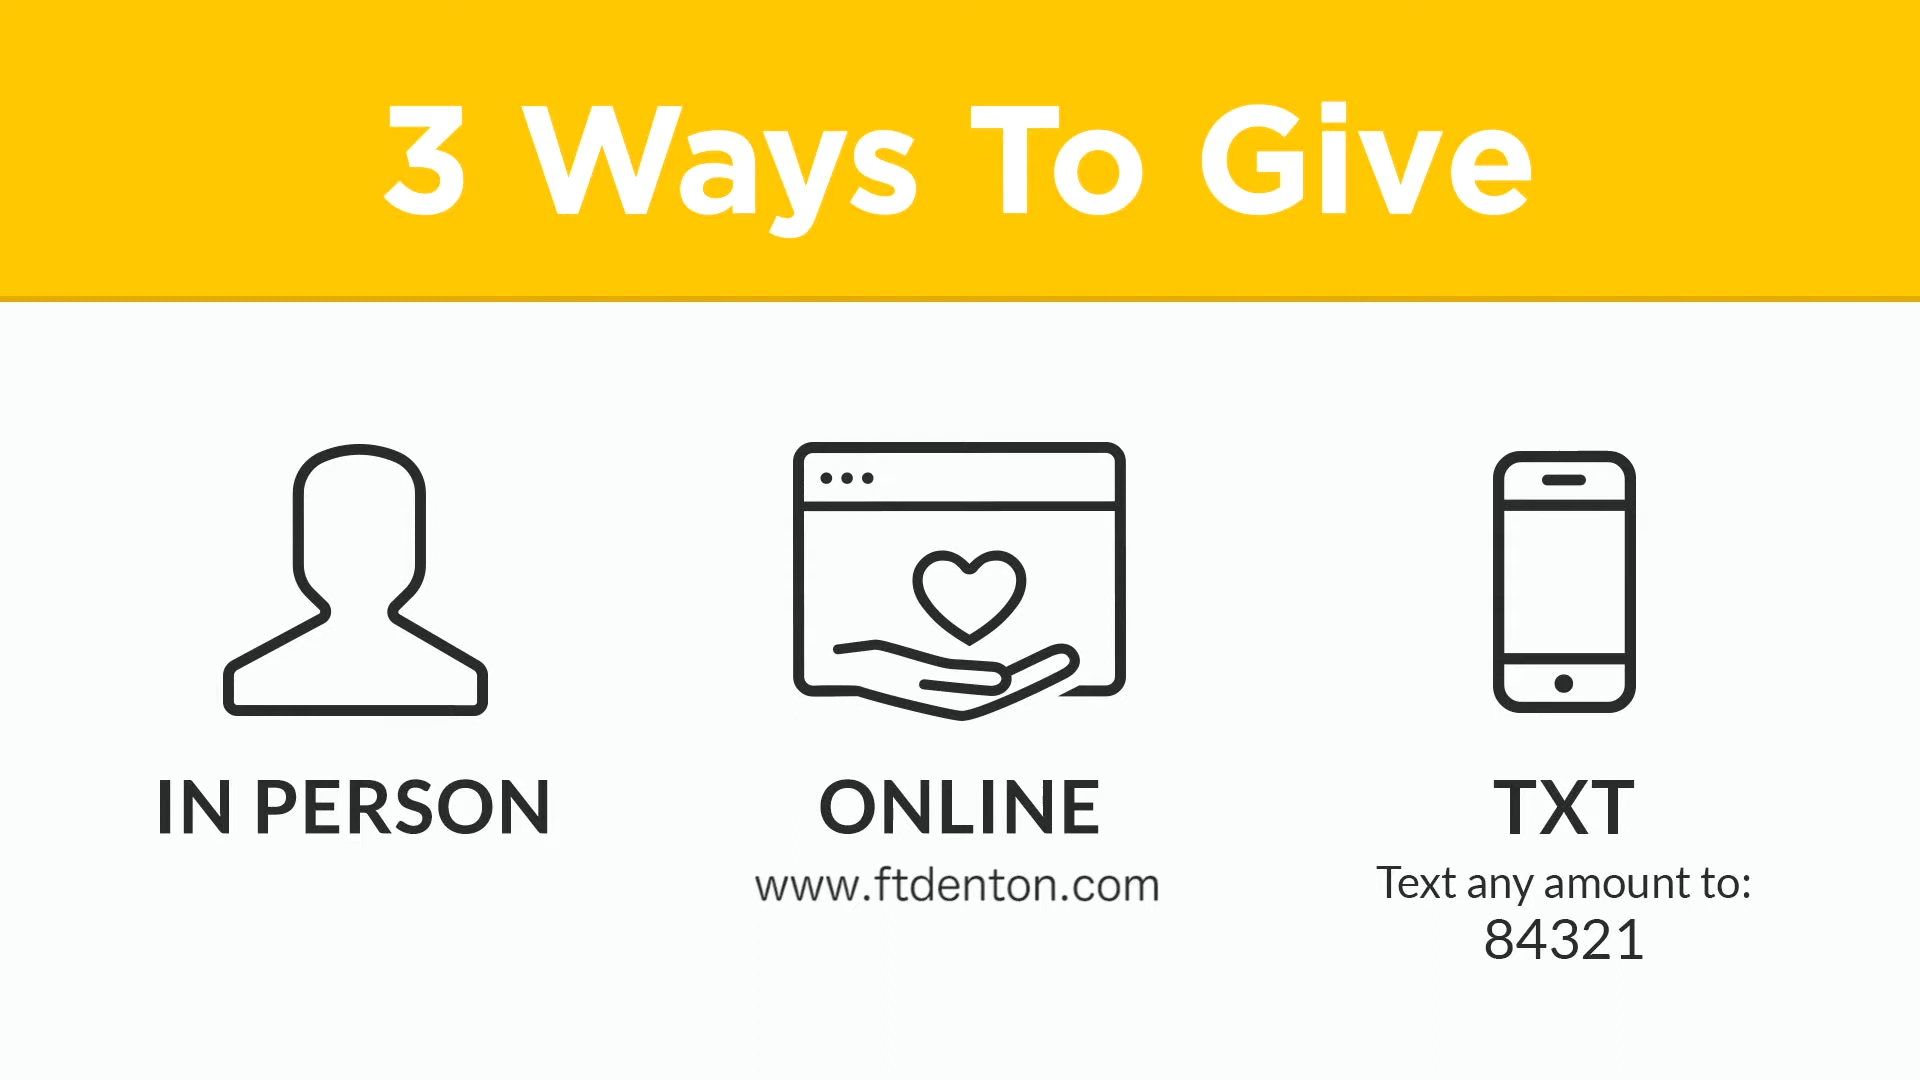 3 Ways To Give
IN PERSON
ONLINE
www.ftdenton.com
TXT
Text any amount to:
84321